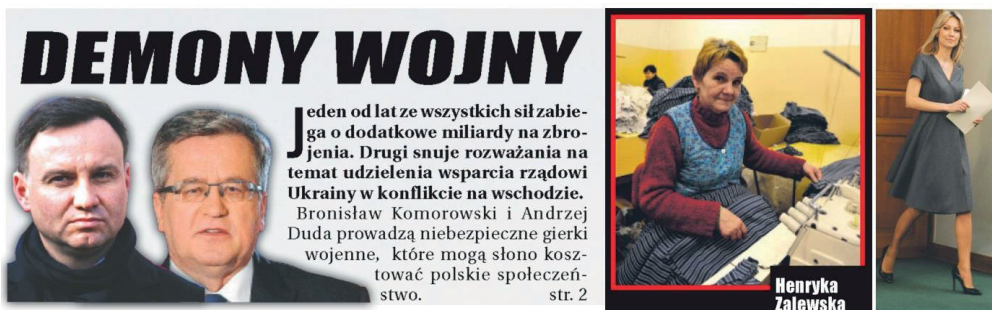 DEMONY WOJNY
Jeden od lat ze wszystkich sił zabie-
ga o dodatkowe miliardy na zbro-
jenia. Drugi snuje rozważania na
temat udzielenia wsparcia rządowi
Ukrainy w konflikcie na wschodzie.
Bronisław Komorowski i Andrzej
Duda prowadzą niebezpieczne gierki
wojenne, które mogą słono kosz-
tować polskie społeczeń-
stwo. str. 2
Henryka
Zalewska